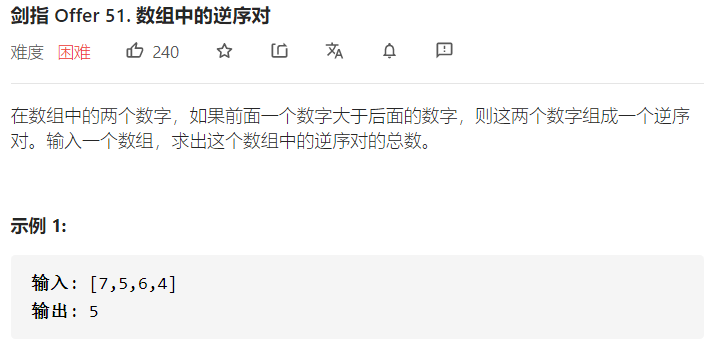 剑指 Offer 51. 数组中的逆序对
难度 困难 240
在数组中的两个数字，如果前面一个数字大于后面的数字，则这两个数字组成一个逆序
对。输入一个数组，求出这个数组中的逆序对的总数。
示例 1:
输入: [7,5,6,4]
输出: 5